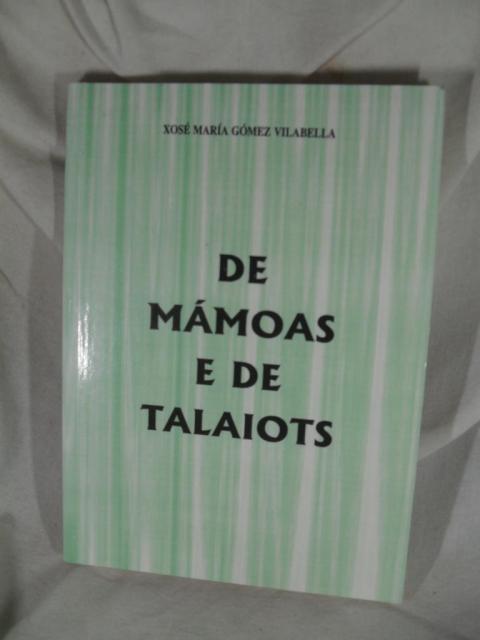 XOSÉ MARÍA GÓMEZ VILABELLA
DE
MÁMOAS
E DE
TALAIOTS